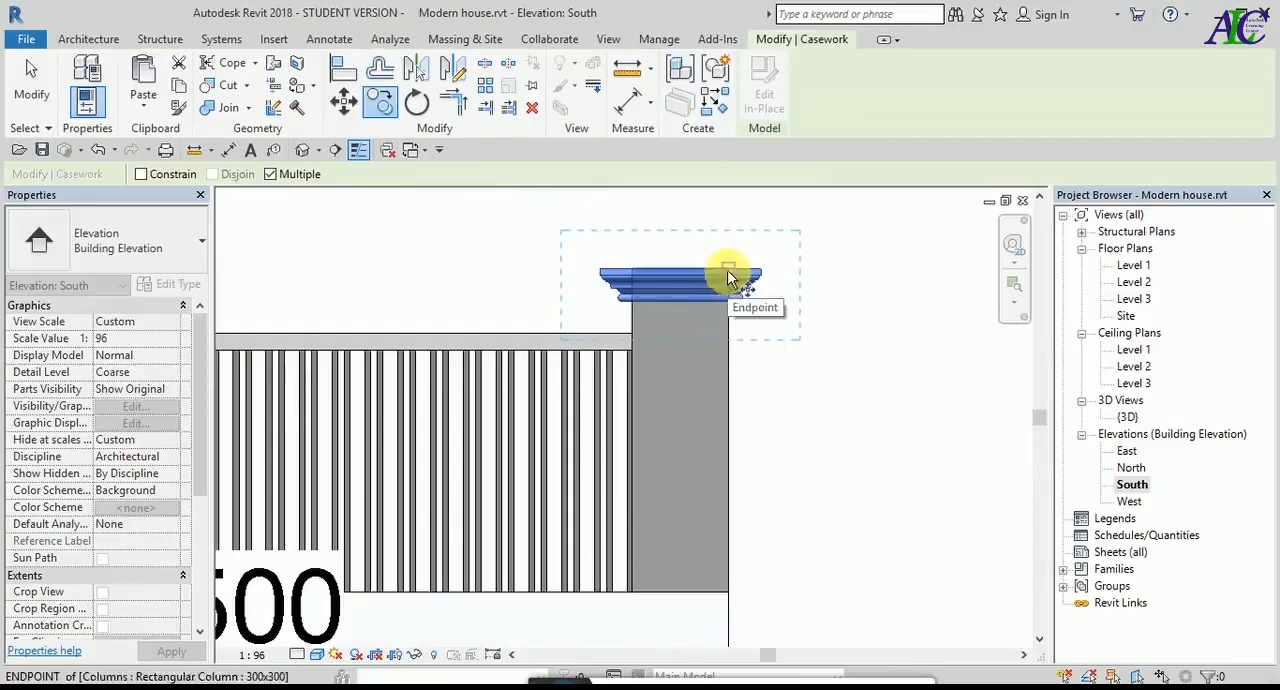 Autodesk Revit 2018 - STUDENT VERSION - Modern house.rvt - Elevation: South
Type a keyword or phrase
Sign In
ALC
File Architecture Structure Systems Insert Annotate Analyze Massing & Site Collaborate View Manage Add-Ins Modify | Casework
Modify
Paste
Cope
Cut
Join
Edit
In-Place
Select Properties Clipboard Geometry Modify View Measure Create Model
Modify | Casework Constrain Disjoin Multiple
Properties
Elevation
Building Elevation
Elevation: South
Edit Type
Graphics
View Scale Custom
Scale Value 1: 96
Display Model Normal
Detail Level Coarse
Parts Visibility Show Original
Visibility/Grap... Edit...
Graphic Displ... Edit...
Hide at scales ... Custom
Discipline Architectural
Show Hidden ... By Discipline
Color Scheme... Background
Color Scheme <none>
Default Analy... None
Reference Label
Sun Path
Extents
Crop View
Crop Region ...
Annotation Cr...
Properties help
Apply
2D
Endpoint
500
1 : 96
Main Model
:0
ENDPOINT of [Columns : Rectangular Column : 300x300]
Project Browser - Modern house.rvt
Views (all)
Structural Plans
Floor Plans
Level 1
Level 2
Level 3
Site
Ceiling Plans
Level 1
Level 2
Level 3
3D Views
{3D}
Elevations (Building Elevation)
East
North
South
West
Legends
Schedules/Quantities
Sheets (all)
Families
Groups
Revit Links